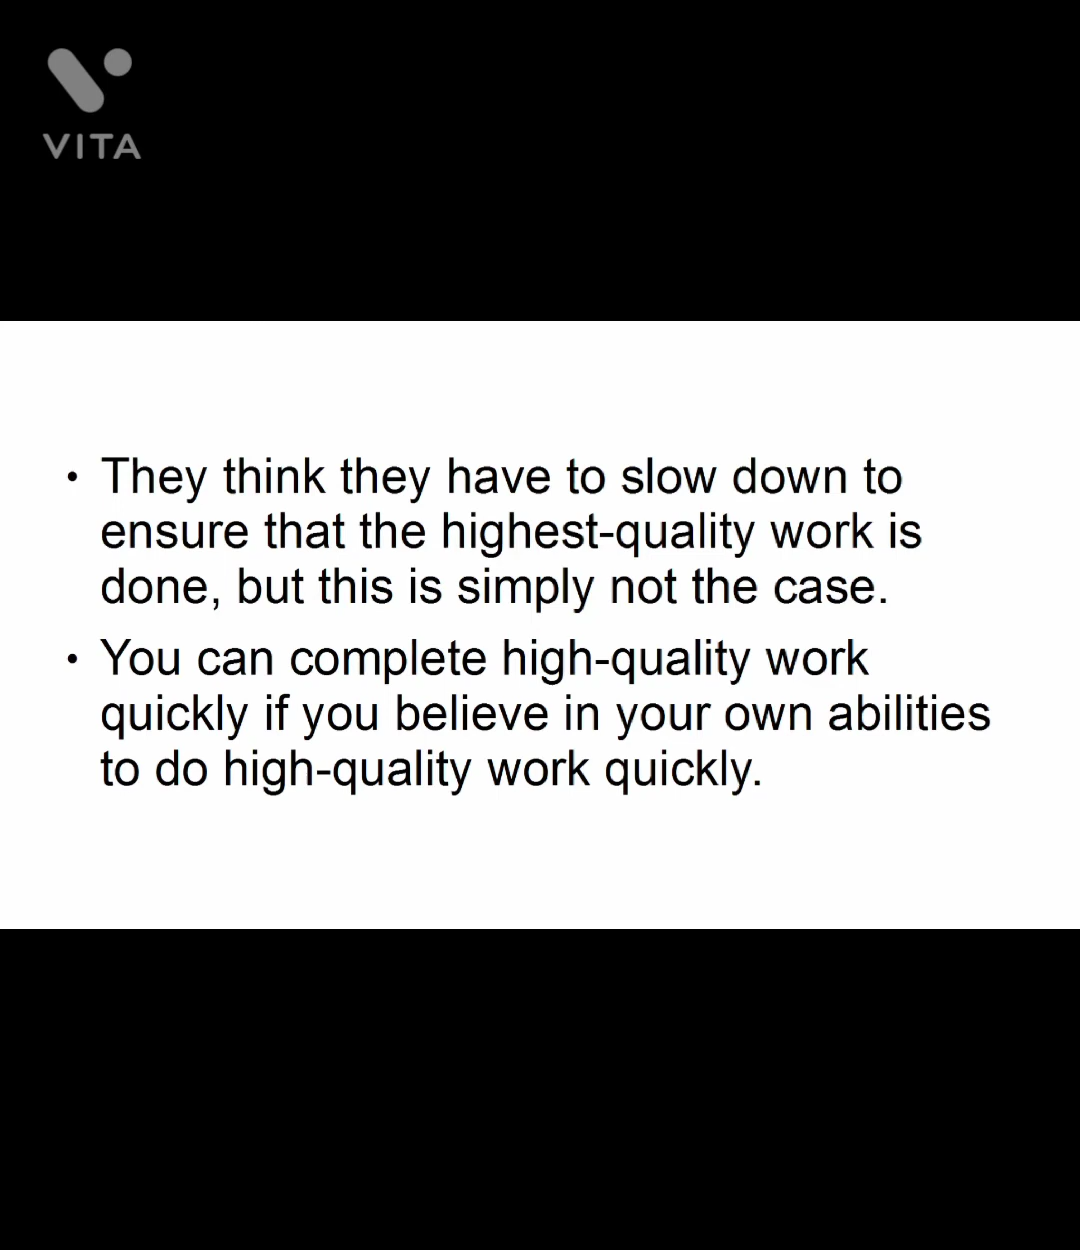 VITA
• They think they have to slow down to
ensure that the highest-quality work is
done, but this is simply not the case.
• You can complete high-quality work
quickly if you believe in your own abilities
to do high-quality work quickly.